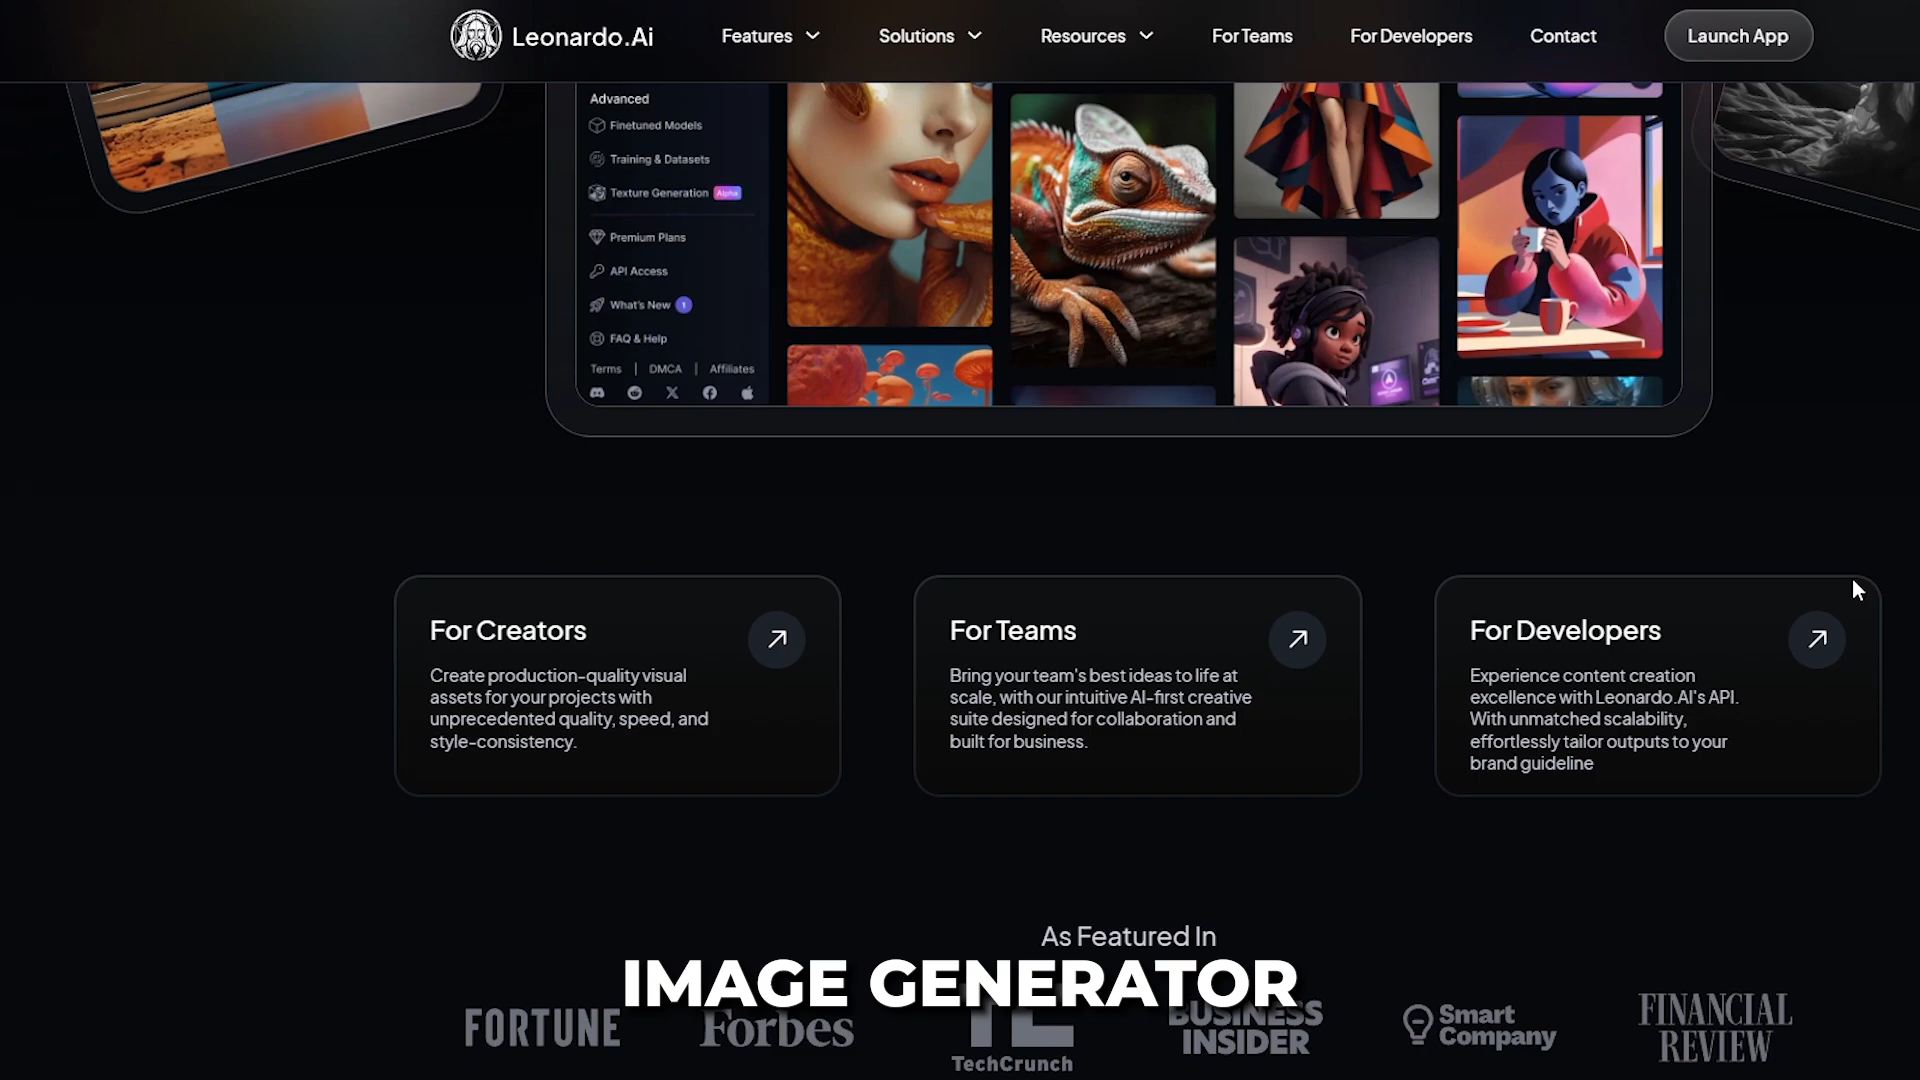 Leonardo.Ai
Features
Solutions
Resources
For Teams
For Developers
Contact
Launch App
Advanced
Finetuned Models
Training & Datasets
Texture Generation Alpha
Premium Plans
API Access
What's New 1
FAQ & Help
Terms | DMCA | Affiliates
For Creators
Create production-quality visual
assets for your projects with
unprecedented quality, speed, and
style-consistency.
For Teams
Bring your team's best ideas to life at
scale, with our intuitive AI-first creative
suite designed for collaboration and
built for business.
For Developers
Experience content creation
excellence with Leonardo.AI's API.
With unmatched scalability,
effortlessly tailor outputs to your
brand guideline
As Featured In
IMAGE GENERATOR
FORTUNE
Forbes
TechCrunch
BUSINESS
INSIDER
Smart
Company
FINANCIAL
REVIEW